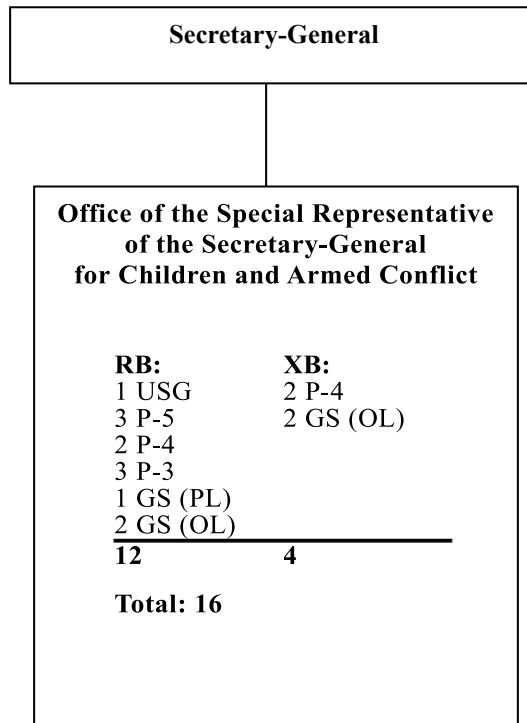 Secretary-General
Office of the Special Representative
of the Secretary-General
for Children and Armed Conflict
RB: XB:
1 USG 2 P-4
3 P-5 2 GS (OL)
2 P-4
3 P-3
1 GS (PL)
2 GS (OL)
12 4
Total: 16